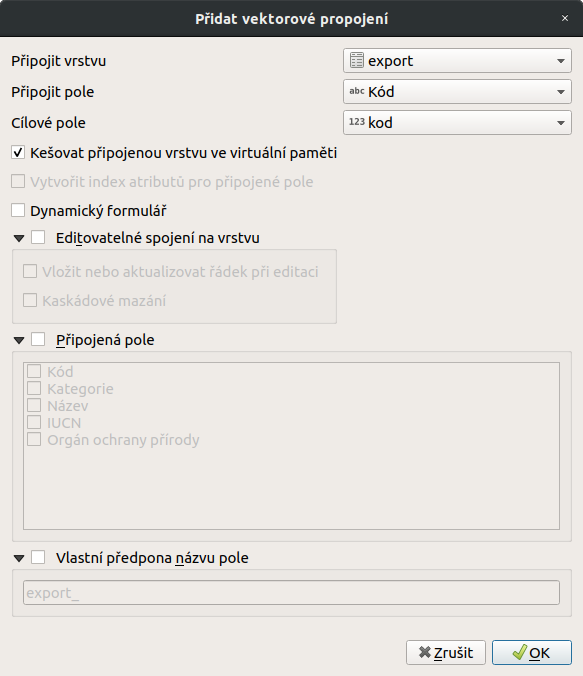 Přidat vektorové propojení
×
Připojit vrstvu export
Připojit pole abc Kód
Cílové pole 123 kod
Kešovat připojenou vrstvu ve virtuální paměti
Vytvořit index atributů pro připojené pole
Dynamický formulář
Editovatelné spojení na vrstvu
Vložit nebo aktualizovat řádek při editaci
Kaskádové mazání
Připojená pole
Kód
Kategorie
Název
IUCN
Orgán ochrany přírody
Vlastní předpona názvu pole
export_
Zrušit OK